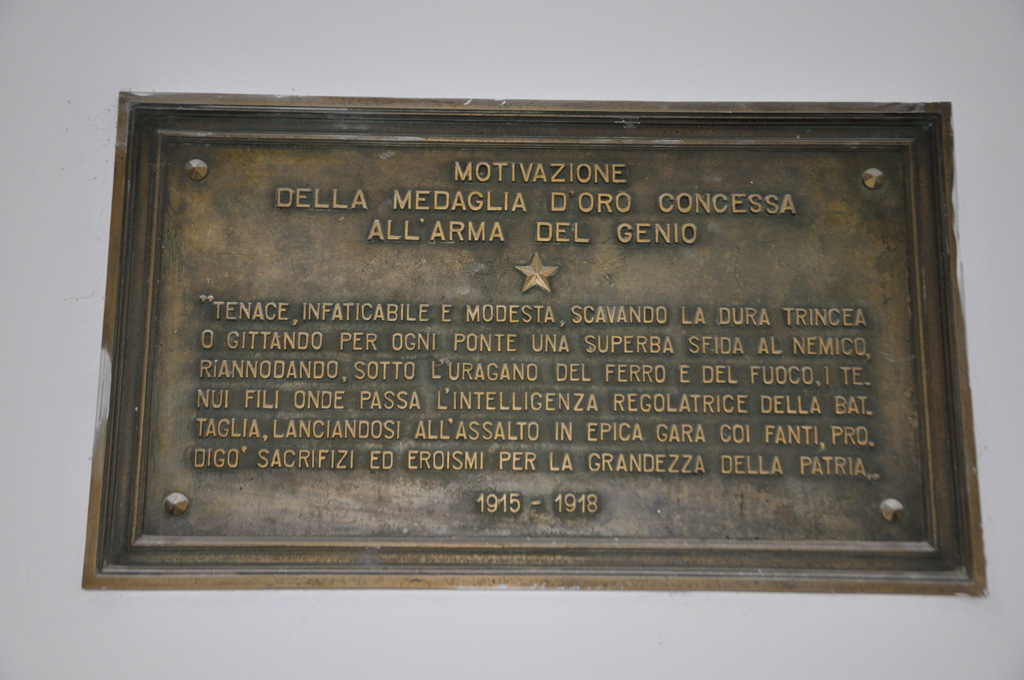 MOTIVAZIONE
DELLA MEDAGLIA D'ORO CONCESSA
ALL'ARMA DEL GENIO
"TENACE, INFATICABILE E MODESTA, SCAVANDO LA DURA TRINCEA
O GITTANDO PER OGNI PONTE UNA SUPERBA SFIDA AL NEMICO,
RIANNODANDO, SOTTO L'URAGANO DEL FERRO E DEL FUOCO, I TE-
NUI FILI ONDE PASSA L'INTELLIGENZA REGOLATRICE DELLA BAT-
TAGLIA, LANCIANDOSI ALL'ASSALTO IN EPICA GARA COI FANTI, PRO-
DIGO' SACRIFIZI ED EROISMI PER LA GRANDEZZA DELLA PATRIA„
1915 - 1918